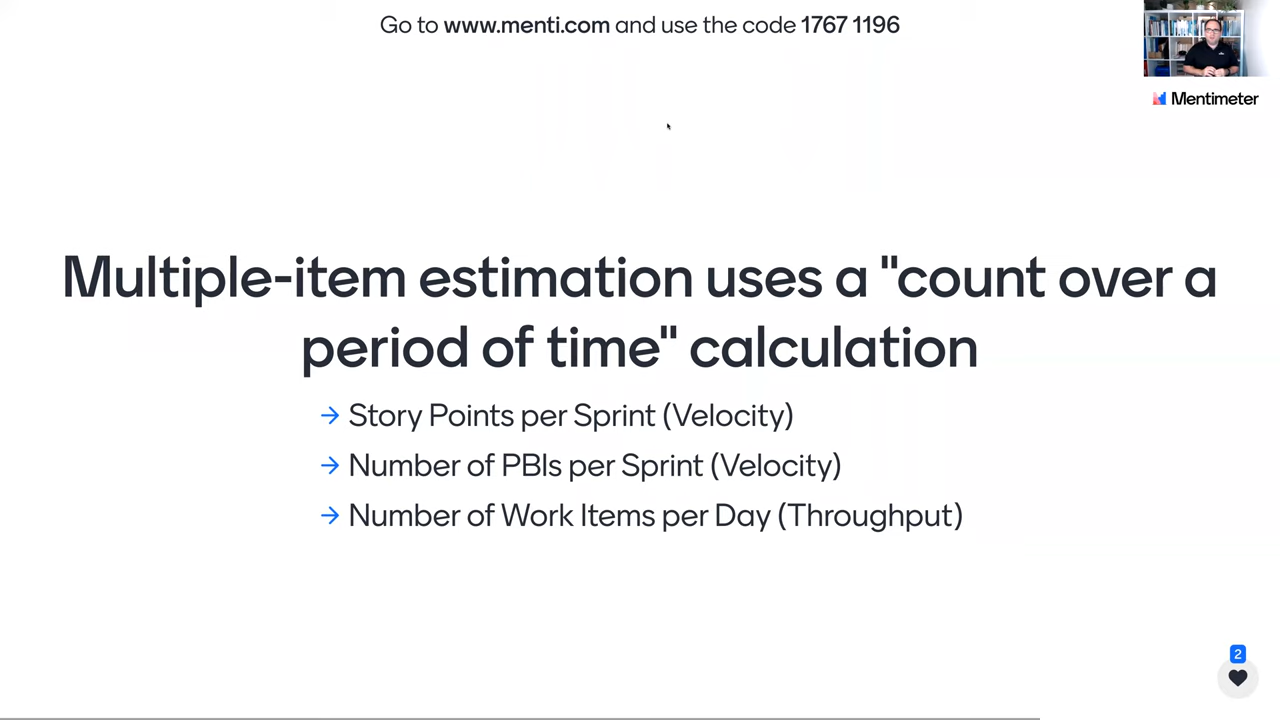 Go to www.menti.com and use the code 1767 1196
Mentimeter
Multiple-item estimation uses a "count over a
period of time" calculation
→ Story Points per Sprint (Velocity)
→ Number of PBIs per Sprint (Velocity)
→ Number of Work Items per Day (Throughput)
2